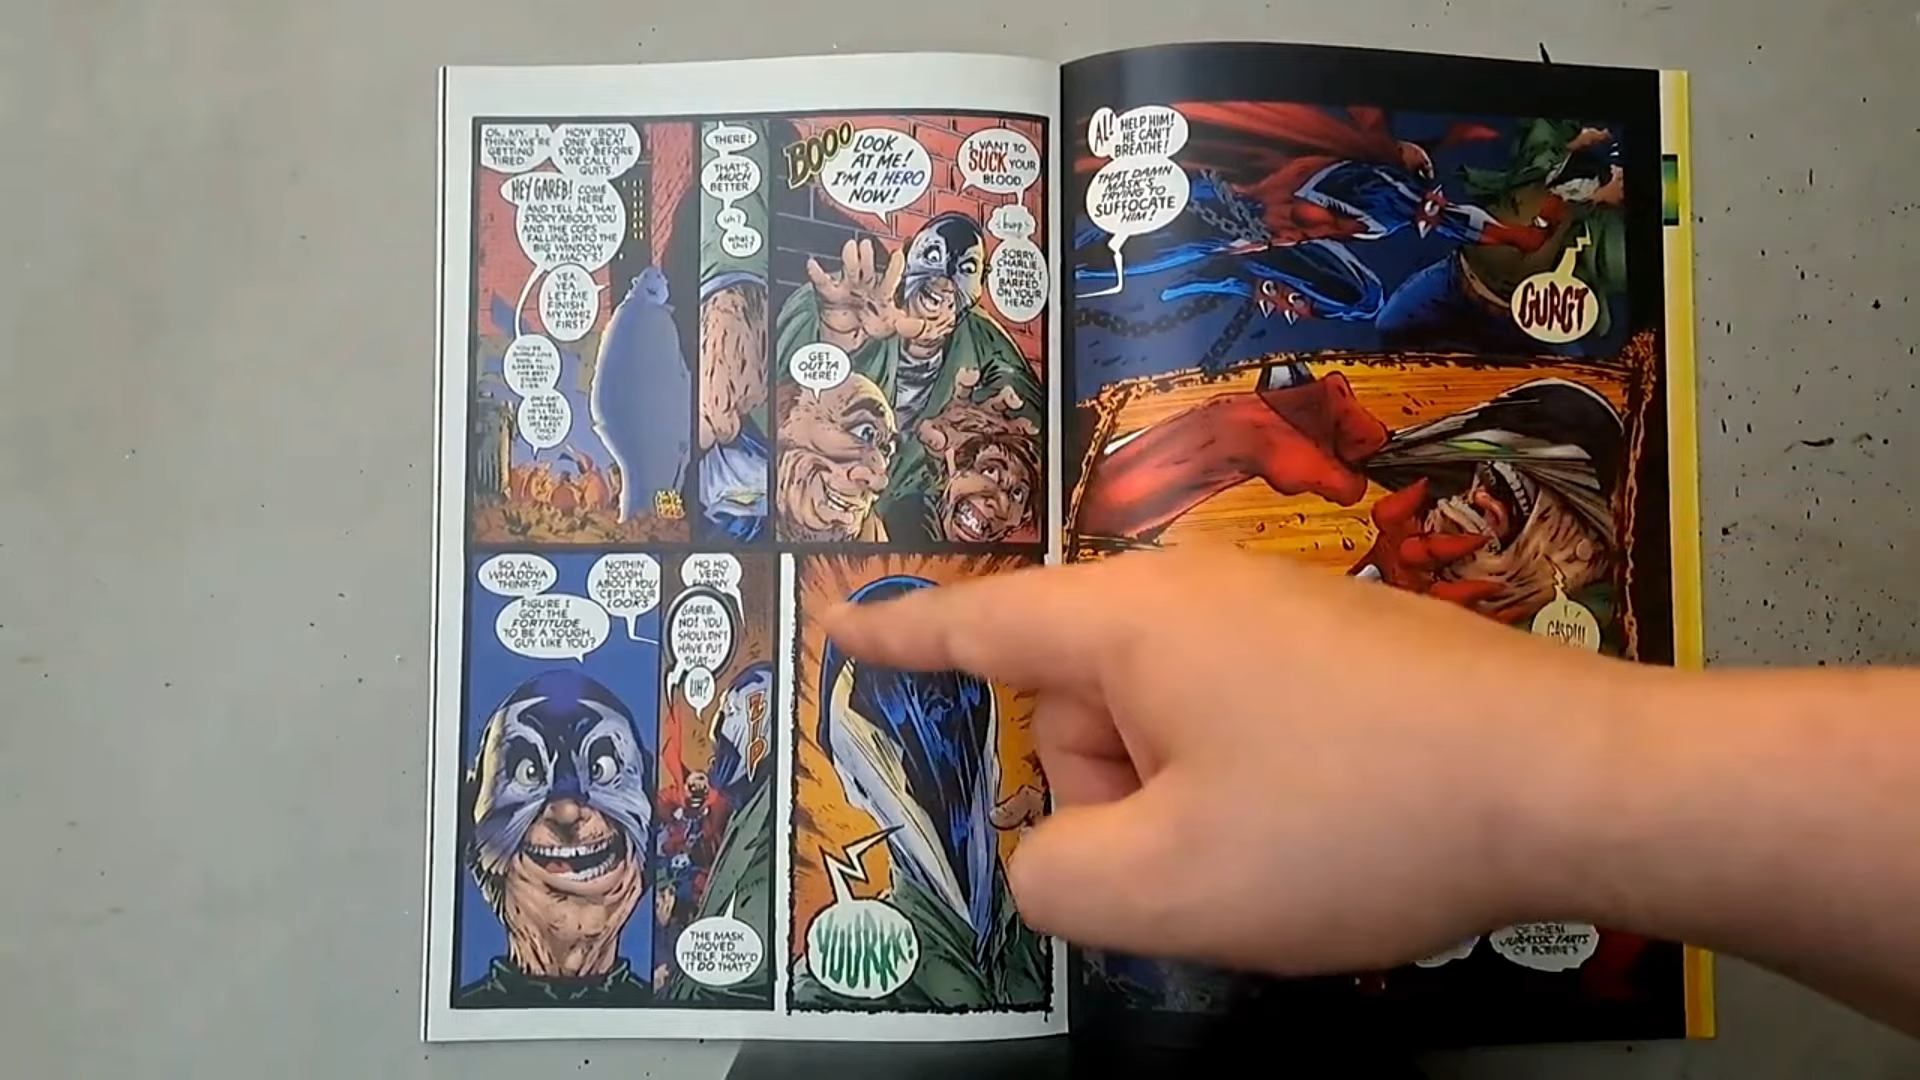 OH, MY. I
THINK WE'RE
GETTING
TIRED.
HOW 'BOUT
ONE GREAT
STORY BEFORE
WE CALL IT
QUITS.
HEY GAREB! COME
HERE
AND TELL AL THAT
STORY ABOUT YOU
AND THE COPS
FALLING INTO THE
BIG WINDOW
AT MACY'S!
YEA,
YEA,
LET ME
FINISH
MY WHIZ
FIRST.
THERE!
THAT'S
MUCH
BETTER.
uh?
what's
this?
BOOO
LOOK
AT ME!
I'M A HERO
NOW!
I WANT TO
SUCK YOUR
BLOOD.
burp
SORRY,
CHARLIE.
I THINK I
BARFED
ON YOUR
HEAD.
GET
OUTTA
HERE!
SO, AL,
WHADDYA
THINK?!
FIGURE I
GOT THE
FORTITUDE
TO BE A TOUGH
GUY LIKE YOU?
NOTHIN'
TOUGH
ABOUT YOU
'CEPT YOUR
LOOKS
HO HO.
VERY
FUNNY.
GAREB,
NO! YOU
SHOULDN'T
HAVE PUT
THAT--
UH?
ZIP
THE MASK
MOVED
ITSELF. HOW'D
IT DO THAT?
YUURKK!
AL! HELP HIM!
HE CAN'T
BREATHE!
THAT DAMN
MASK'S
TRYING TO
SUFFOCATE
HIM!
GURGT
GASP!!!
OF THEM
JURASSIC FARTS
OF BOBBIE'S